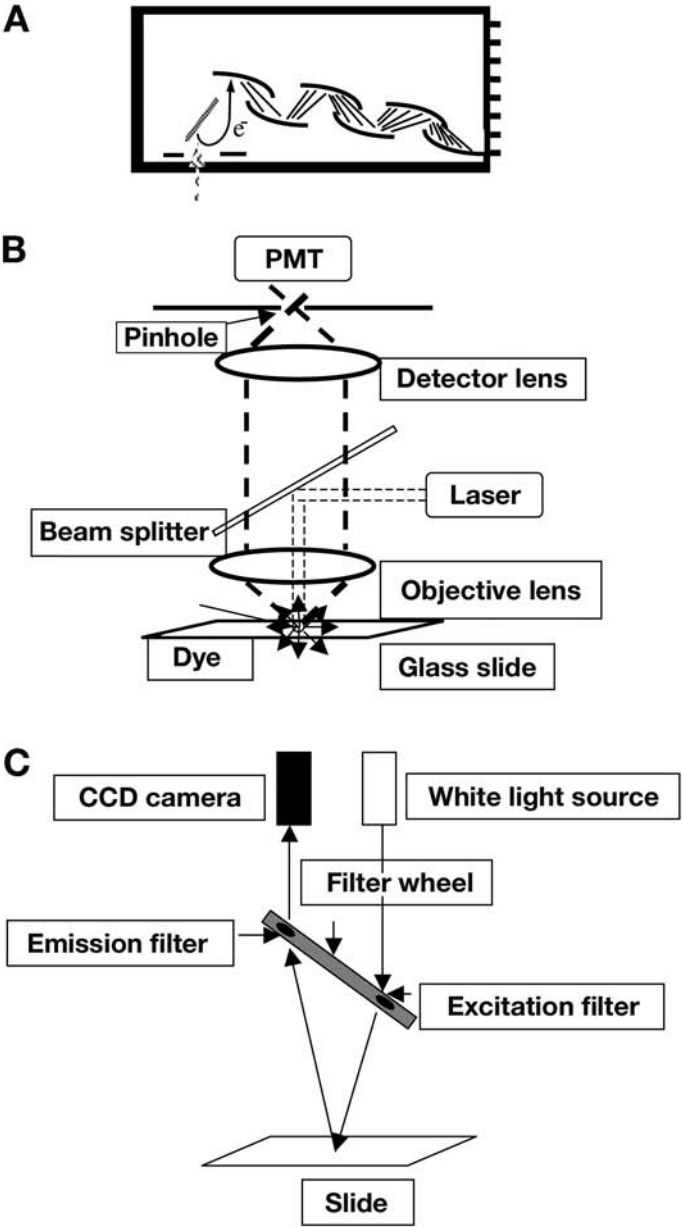 A
e-
B
PMT
Pinhole
Detector lens
Laser
Beam splitter
Objective lens
Dye
Glass slide
C
CCD camera
White light source
Filter wheel
Emission filter
Excitation filter
Slide